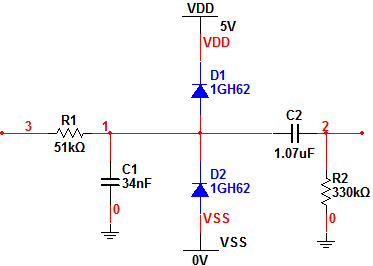 VDD
5V
VDD
D1
1GH62
3
R1
51kΩ
1
C2
1.07uF
2
C1
34nF
0
D2
1GH62
VSS
R2
330kΩ
0
VSS
0V